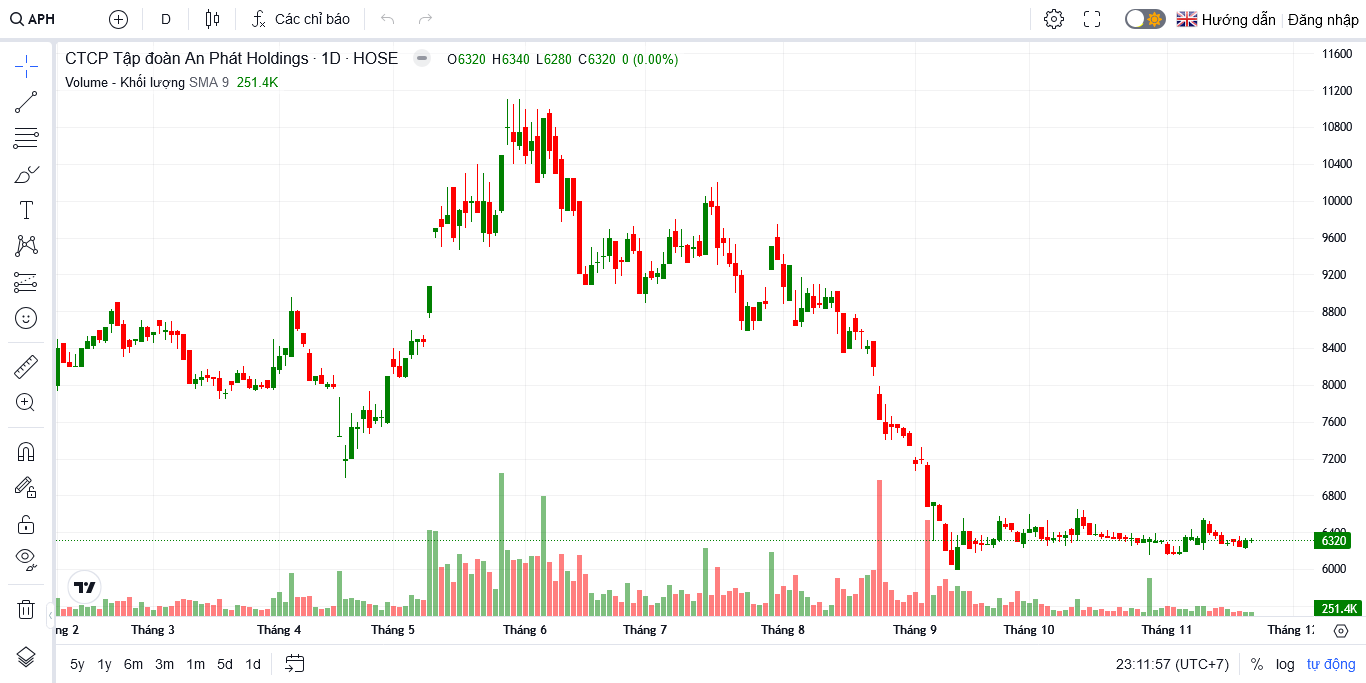 APH D Các chỉ báo Hướng dẫn Đăng nhập
CTCP Tập đoàn An Phát Holdings · 1D · HOSE O6320 H6340 L6280 C6320 0 (0.00%)
Volume - Khối lượng SMA 9 251.4K
11600
11200
10800
10400
10000
9600
9200
8800
8400
8000
7600
7200
6800
6400
6320
6000
251.4K
ng 2 Tháng 3 Tháng 4 Tháng 5 Tháng 6 Tháng 7 Tháng 8 Tháng 9 Tháng 10 Tháng 11 Tháng 1
5y 1y 6m 3m 1m 5d 1d 23:11:57 (UTC+7) % log tự động